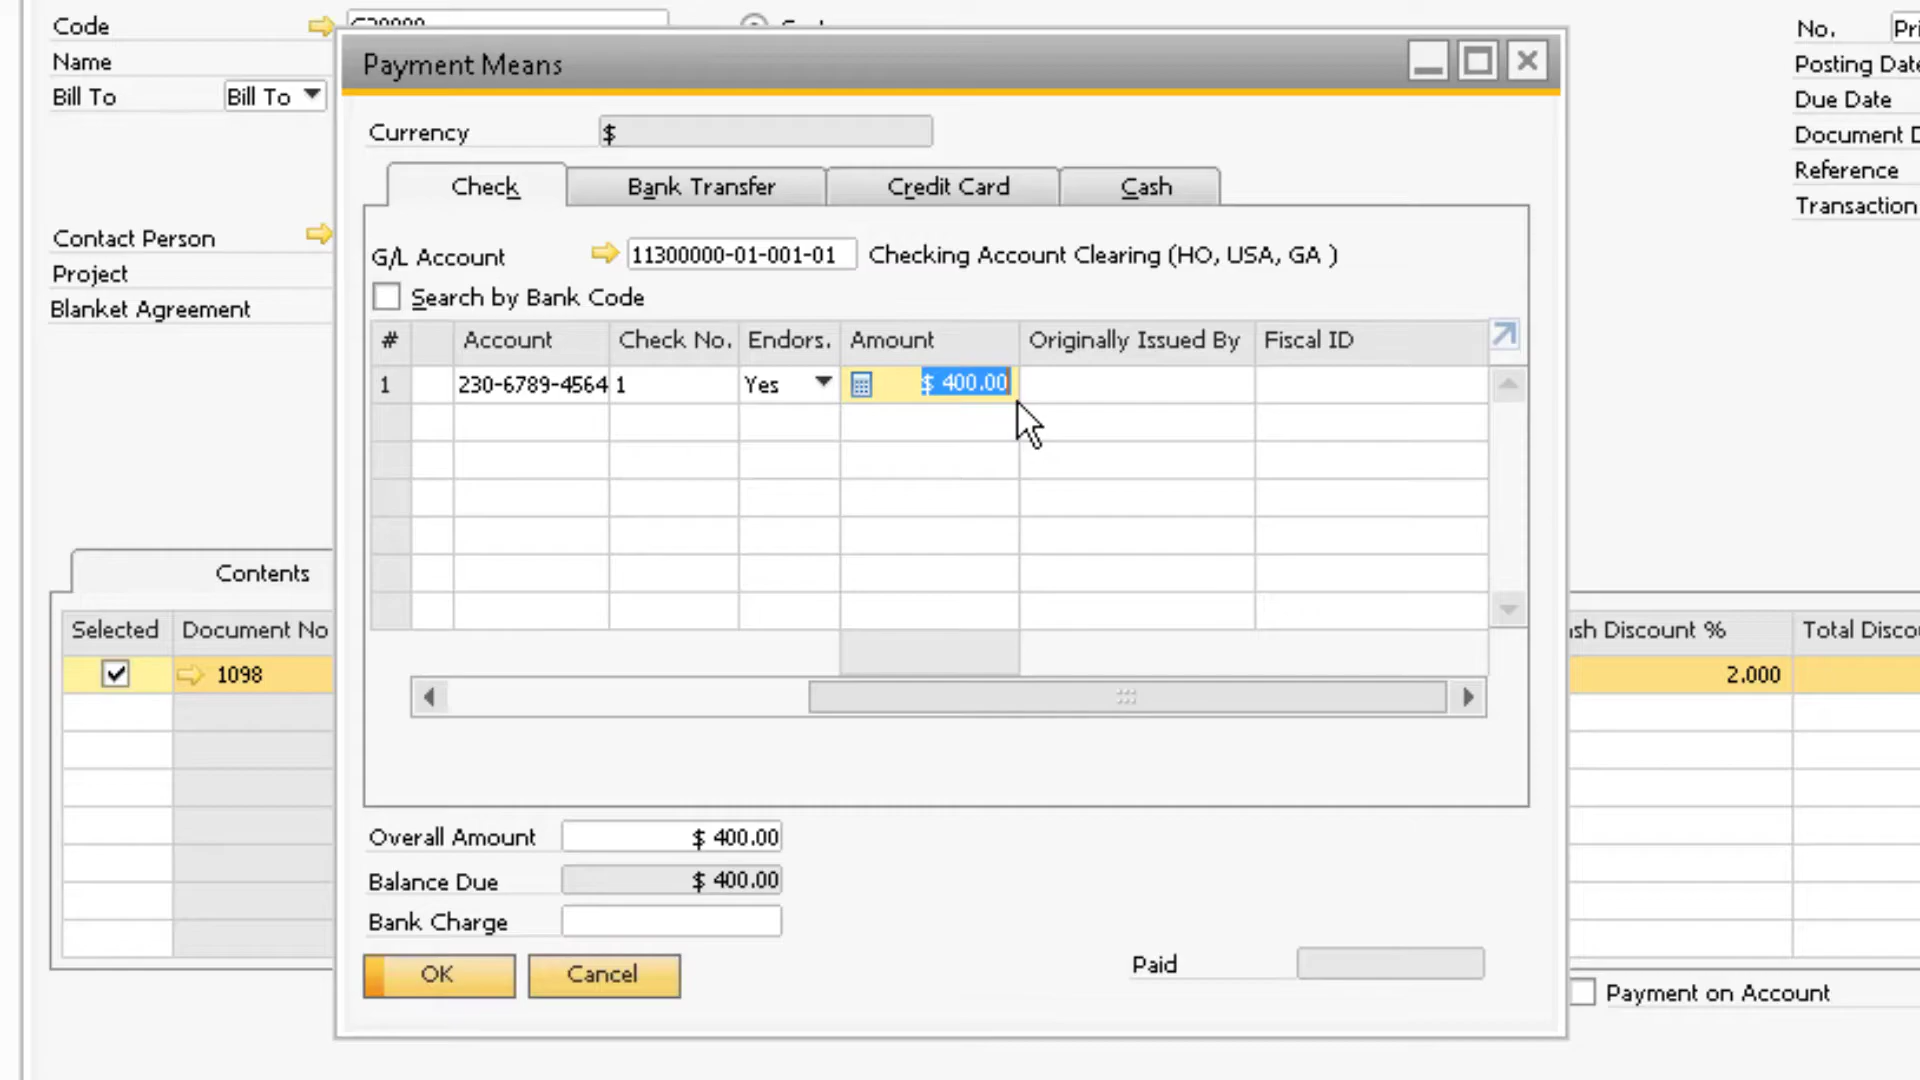 Code
Name
Bill To Bill To
Contact Person
Project
Blanket Agreement
No.
Posting Date
Due Date
Document D
Reference
Transaction
Payment Means
Currency $
Check Bank Transfer Credit Card Cash
G/L Account 11300000-01-001-01 Checking Account Clearing (HO, USA, GA )
Search by Bank Code
# Account Check No. Endors. Amount Originally Issued By Fiscal ID
1 230-6789-4564 1 Yes $ 400.00
Contents
Selected Document No
1098
sh Discount % Total Disco
2.000
Overall Amount $ 400.00
Balance Due $ 400.00
Bank Charge
OK Cancel
Paid
Payment on Account